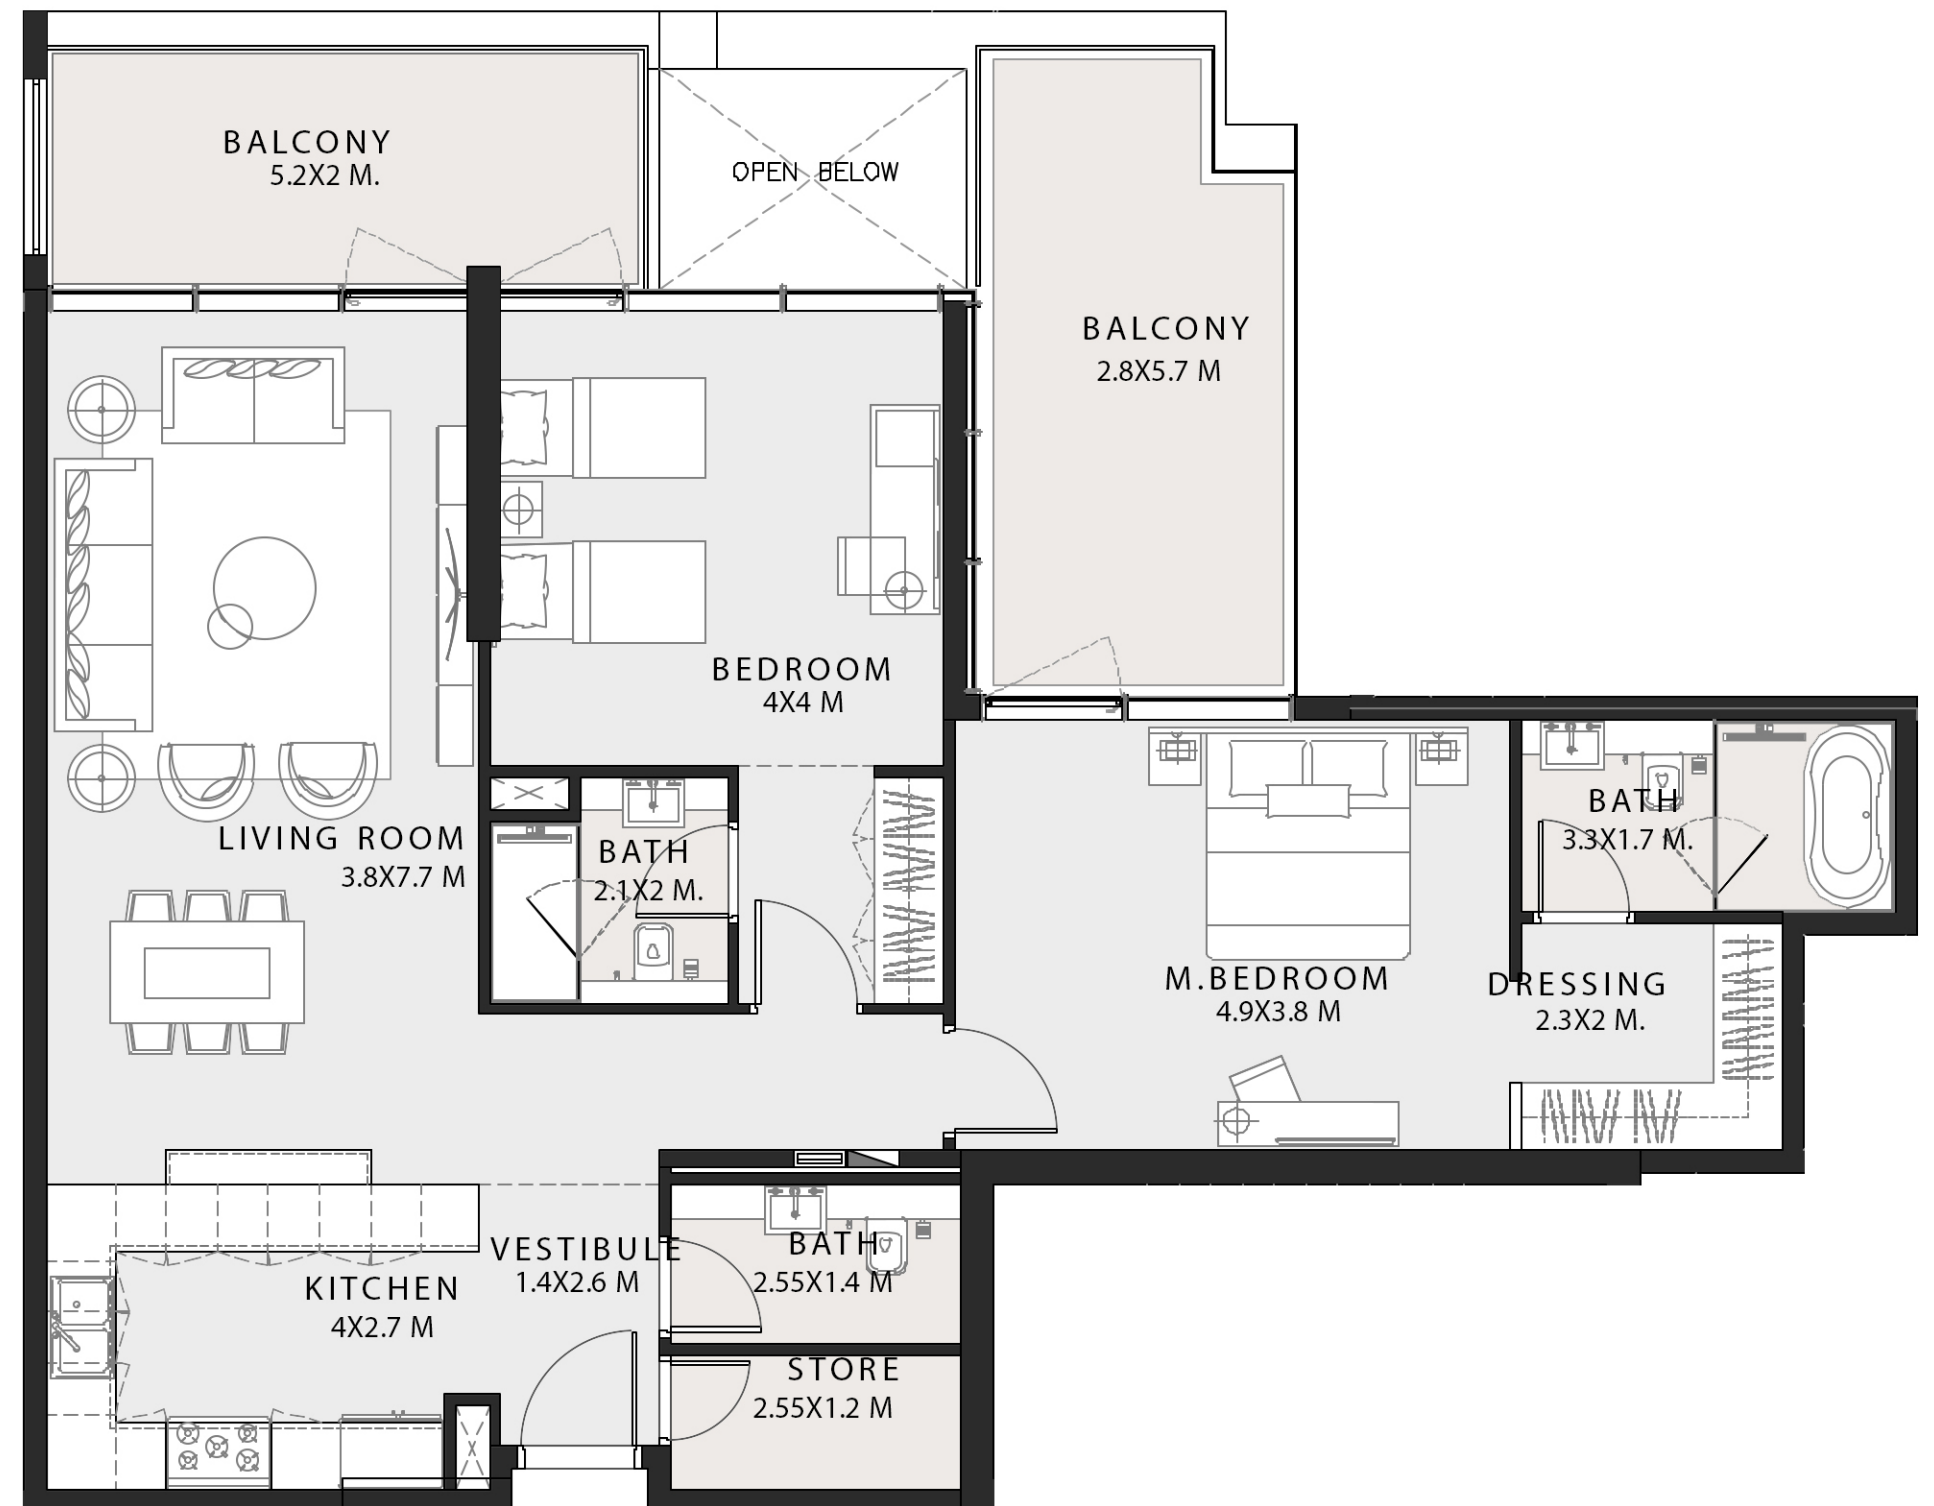 BALCONY
5.2X2 M.
OPEN BELOW
BALCONY
2.8X5.7 M
BEDROOM
4X4 M
LIVING ROOM
3.8X7.7 M
BATH
2.1X2 M.
BATH
3.3X1.7 M.
M.BEDROOM
4.9X3.8 M
DRESSING
2.3X2 M.
KITCHEN
4X2.7 M
VESTIBULE
1.4X2.6 M
BATH
2.55X1.4 M
STORE
2.55X1.2 M